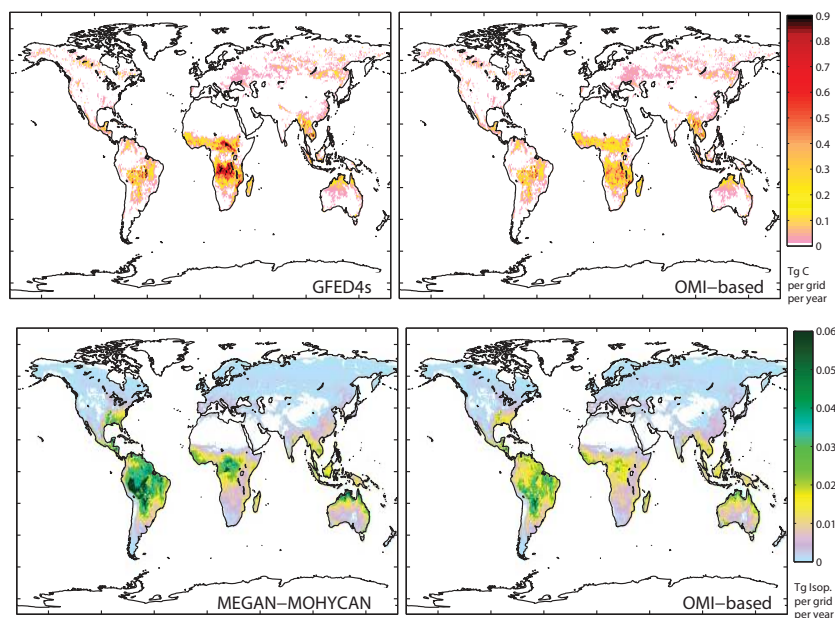 GFED4s
OMI−based
0.9
0.8
0.7
0.6
0.5
0.4
0.3
0.2
0.1
0
Tg C
per grid
per year
MEGAN−MOHYCAN
OMI−based
0.06
0.05
0.04
0.03
0.02
0.01
0
Tg Isop.
per grid
per year